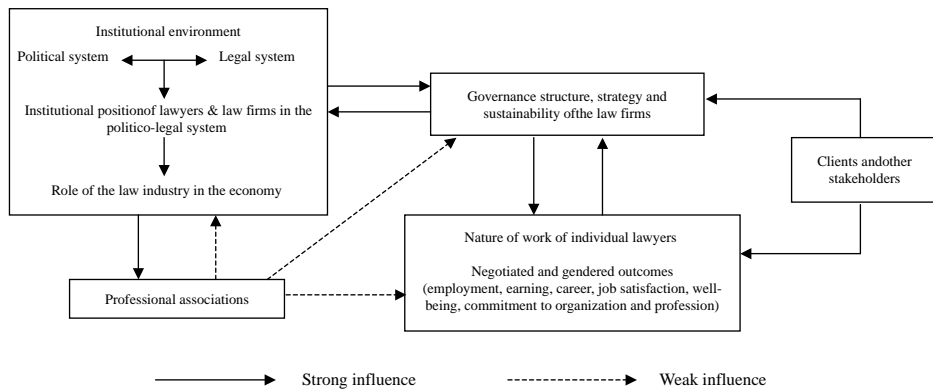 Institutional environment
Political system
Legal system
Institutional positionof lawyers & law firms in the
politico-legal system
Role of the law industry in the economy
Governance structure, strategy and
sustainability ofthe law firms
Clients andother
stakeholders
Nature of work of individual lawyers
Negotiated and gendered outcomes
(employment, earning, career, job satisfaction, well-
being, commitment to organization and profession)
Professional associations
Strong influence
Weak influence